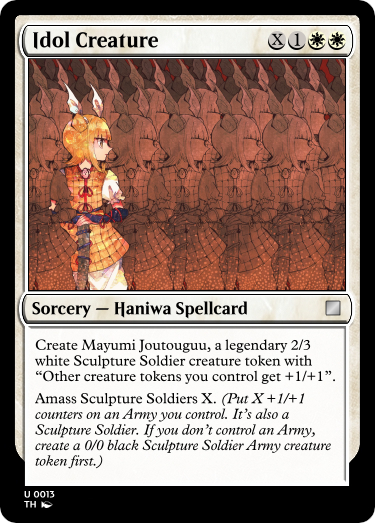 Idol Creature X 1
Sorcery — Haniwa Spellcard
Create Mayumi Joutouguu, a legendary 2/3
white Sculpture Soldier creature token with
“Other creature tokens you control get +1/+1”.
Amass Sculpture Soldiers X. (Put X +1/+1
counters on an Army you control. It’s also a
Sculpture Soldier. If you don’t control an Army,
create a 0/0 black Sculpture Soldier Army creature
token first.)
U 0013
TH